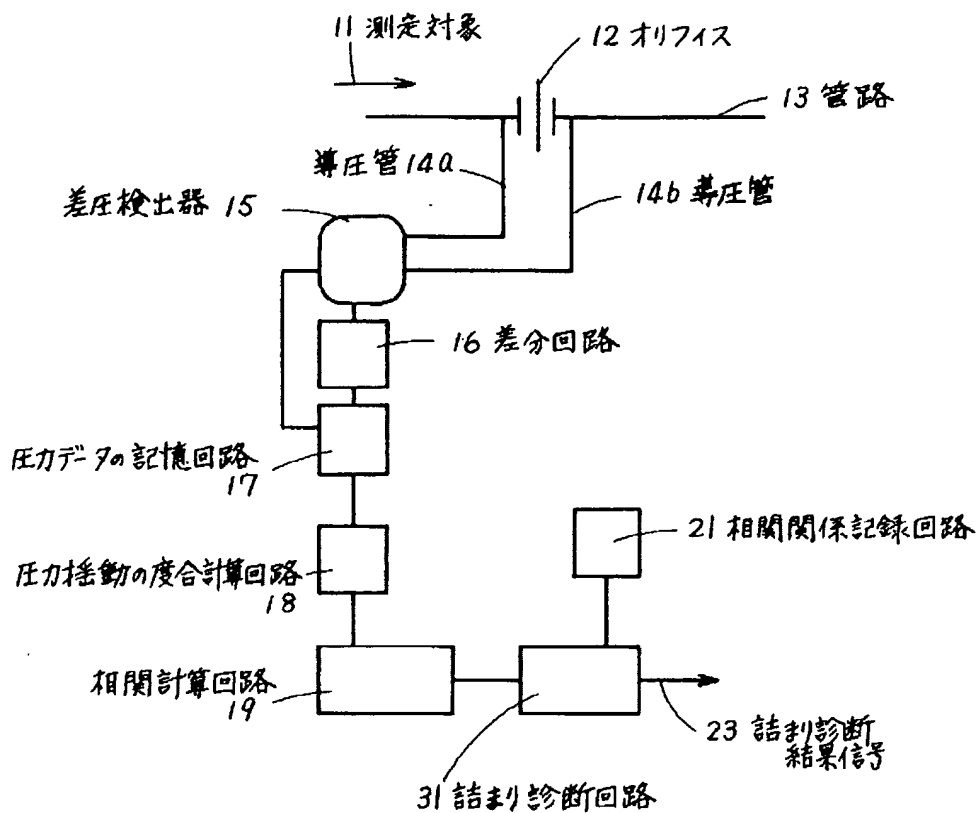 11 測定対象
12 オリフィス
13 管路
導圧管 14a
14b 導圧管
差圧検出器 15
16 差分回路
圧力データの記憶回路
17
21 相関関係記録回路
圧力揺動の度合計算回路
18
相関計算回路
19
23 詰まり診断
結果信号
31 詰まり診断回路